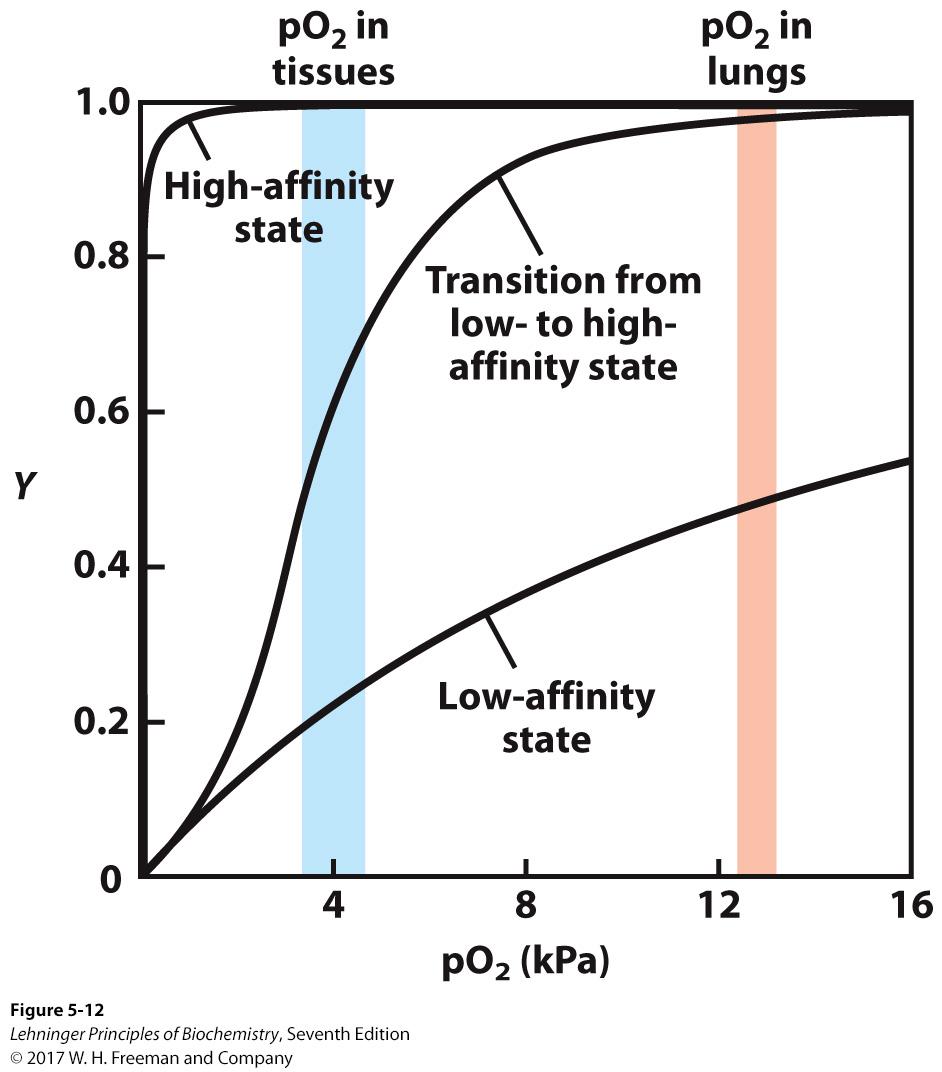 pO₂ in
tissues
pO₂ in
lungs
1.0
High-affinity
state
0.8
Transition from
low- to high-
affinity state
0.6
Y
0.4
Low-affinity
state
0.2
0
4
8
12
16
pO₂ (kPa)
Figure 5-12
Lehninger Principles of Biochemistry, Seventh Edition
© 2017 W. H. Freeman and Company